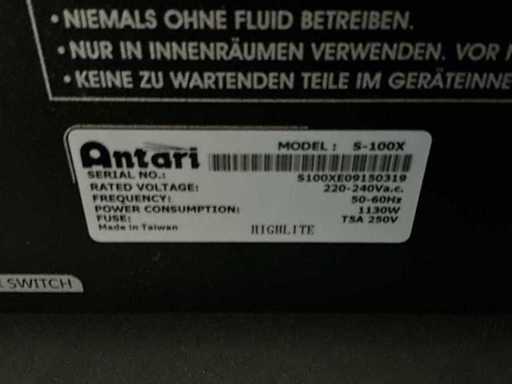 • NIEMALS OHNE FLUID BETREIBEN.
• NUR IN INNENRÄUMEN VERWENDEN. VOR
• KEINE ZU WARTENDEN TEILE IM GERÄTEINNE
Antari MODEL : S-100X
SERIAL NO.: S100XE09150319
RATED VOLTAGE: 220-240Va.c.
FREQUENCY: 50-60Hz
POWER CONSUMPTION: 1130W
FUSE: T5A 250V
Made in Taiwan HIGHLITE
SWITCH